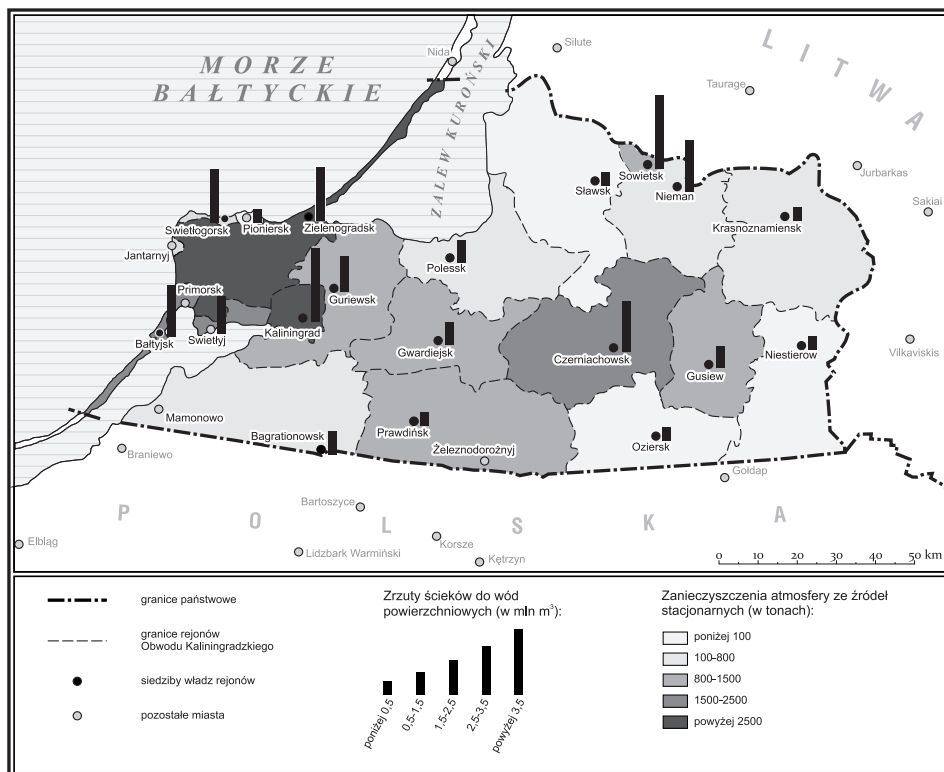 MORZE
BAŁTYCKIE
ZALEW KUROŃSKI
LITWA
Nida
Silute
Taurage
Jurbarkas
Sakiai
Vilkaviskis
Sowietsk
Sławsk
Nieman
Krasnoznamiensk
Swietłogorsk
Pioniersk
Zielenogradsk
Jantarnyj
Polessk
Primorsk
Guriewsk
Bałtyjsk
Swietłyj
Kaliningrad
Gwardiejsk
Czerniachowsk
Gusiew
Niestierow
Mamonowo
Bagrationowsk
Prawdińsk
Żeleznodorożnyj
Oziersk
Braniewo
Gołdap
Bartoszyce
POLSKA
Elbląg
Lidzbark Warmiński
Korsze
Kętrzyn
0 10 20 30 40 50 km
granice państwowe
granice rejonów
Obwodu Kaliningradzkiego
siedziby władz rejonów
pozostałe miasta
Zrzuty ścieków do wód
powierzchniowych (w mln m³):
poniżej 0,5
0,5-1,5
1,5-2,5
2,5-3,5
powyżej 3,5
Zanieczyszczenia atmosfery ze źródeł
stacjonarnych (w tonach):
poniżej 100
100-800
800-1500
1500-2500
powyżej 2500